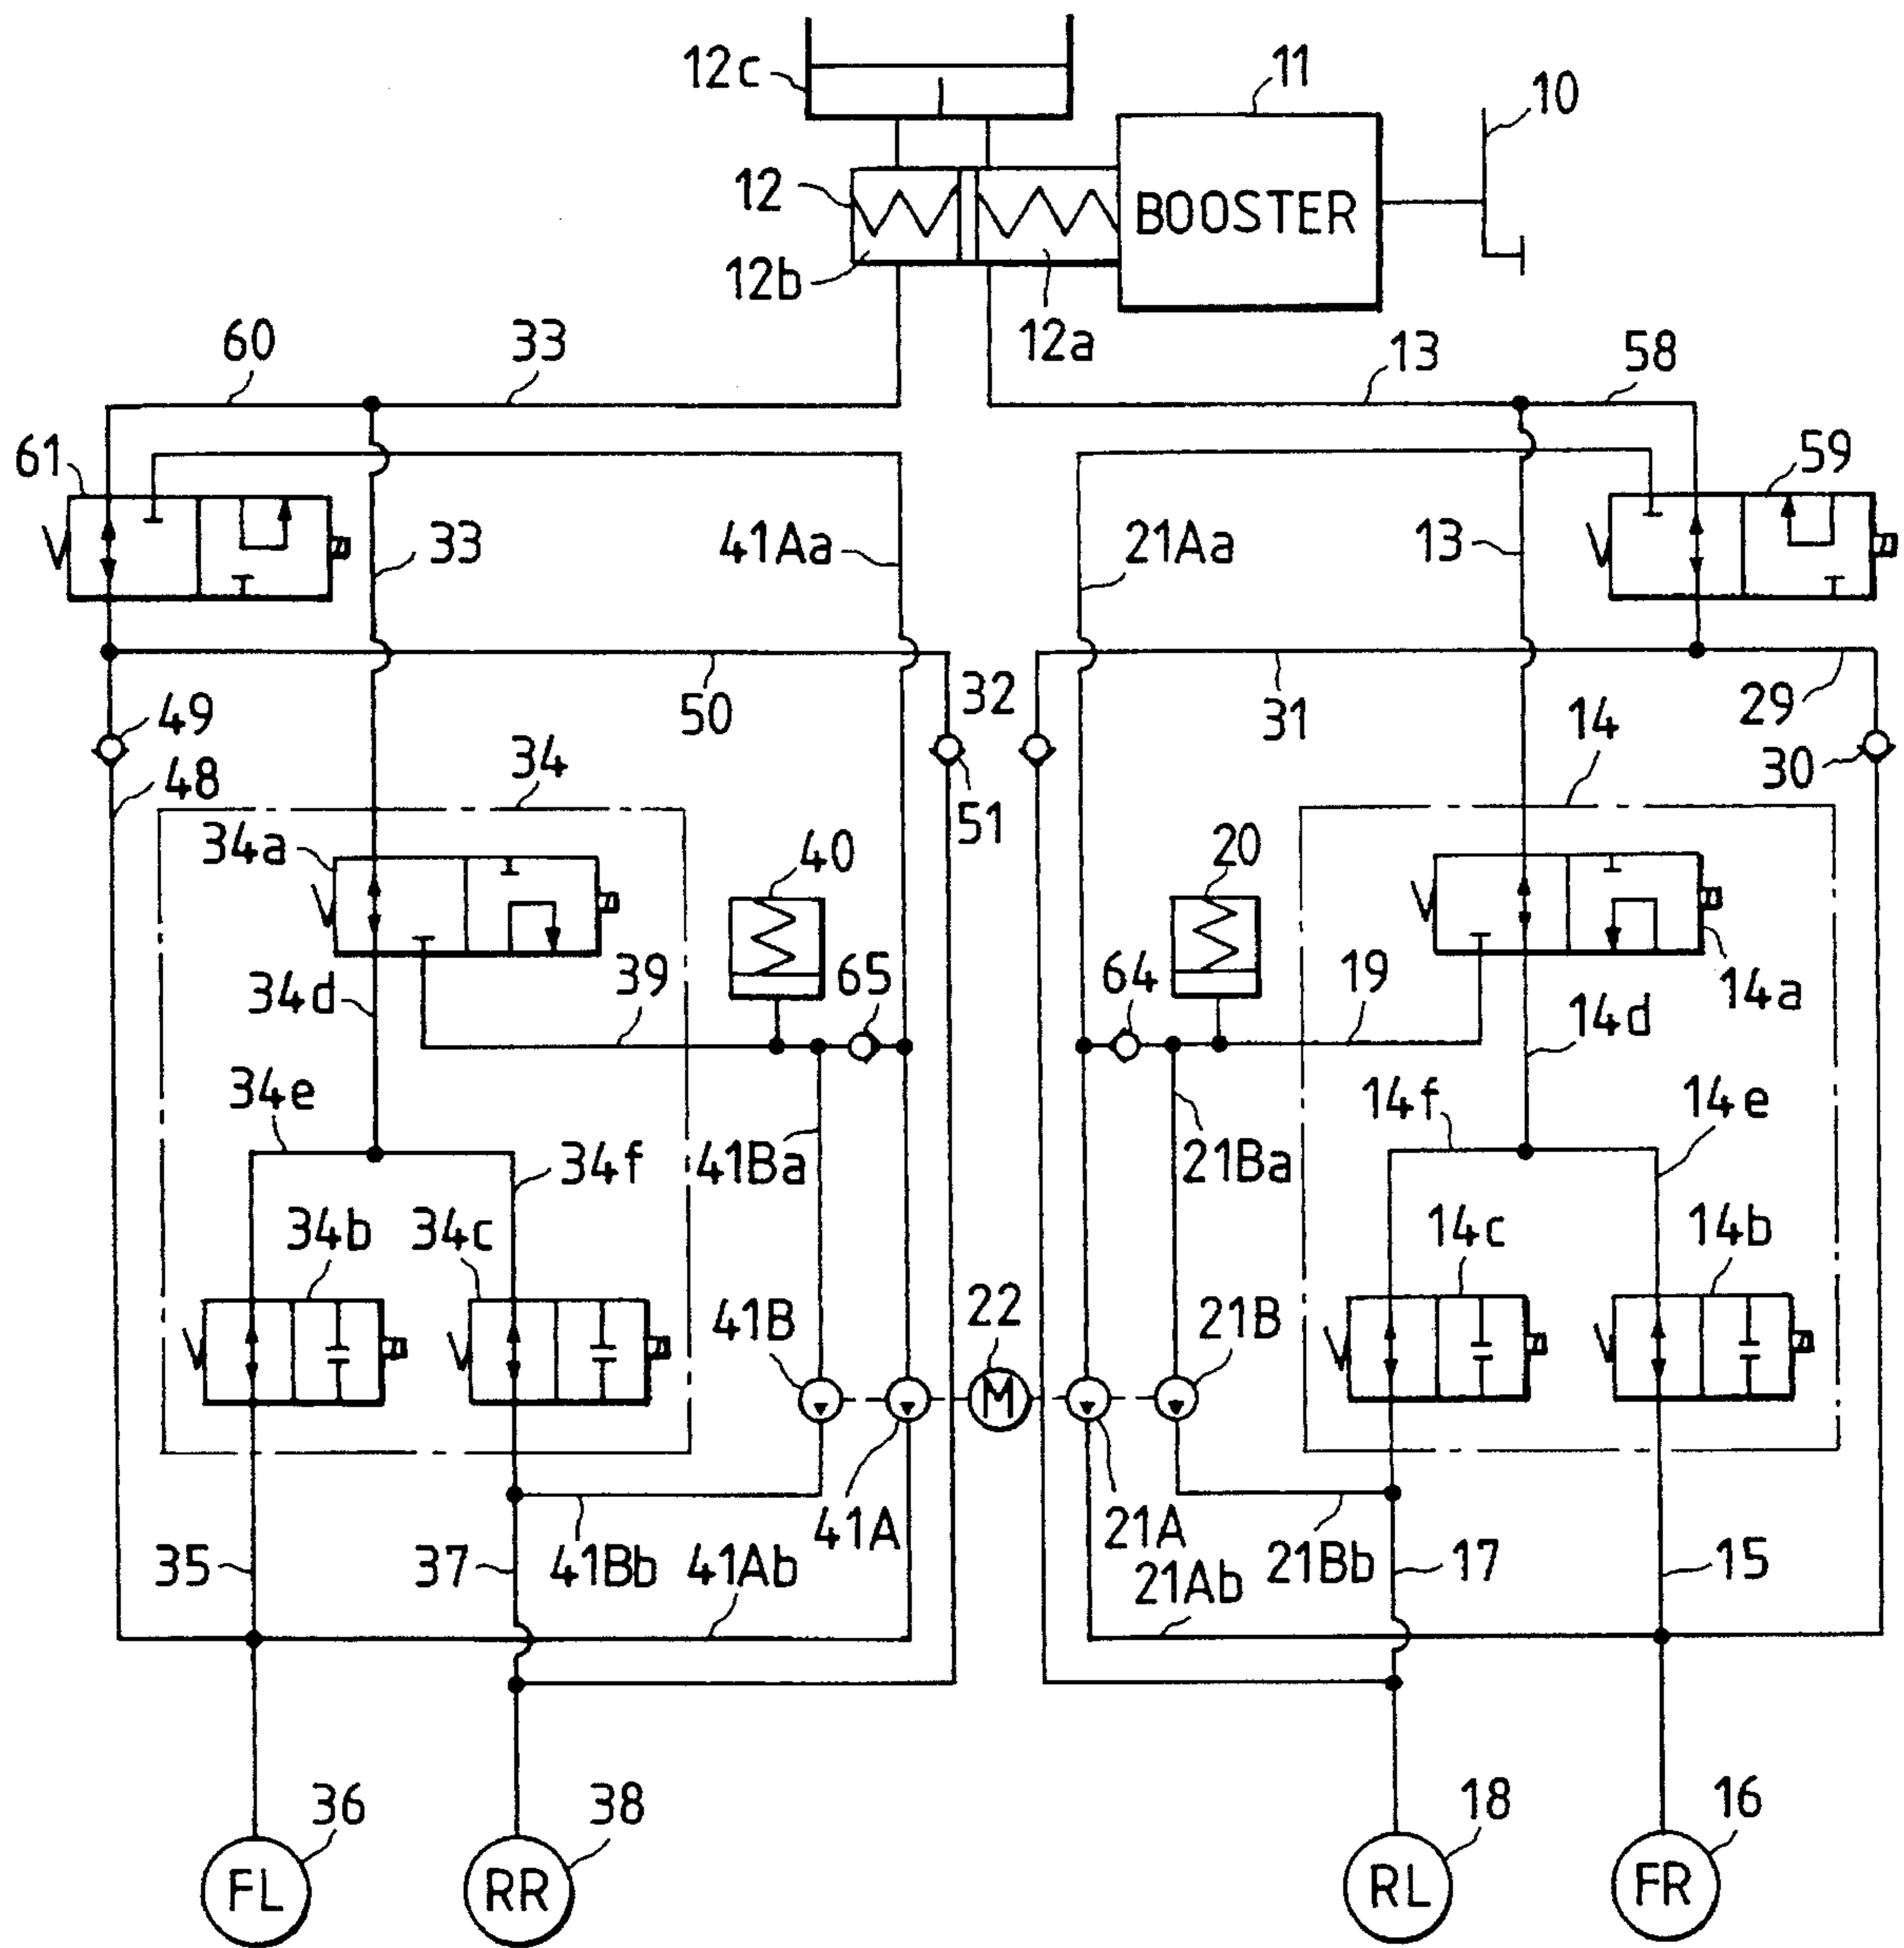 12c
11
10
12
BOOSTER
12b
12a
60
33
13
58
61
59
33
41Aa
21Aa
13
49
50
32
31
14
29
48
34
51
30
34a
40
20
34d
39
65
64
19
14d
14a
34e
34f
41Ba
21Ba
14f
14e
34b
34c
41B
22
21B
14c
14b
M
35
37
41Bb
41Ab
41A
21A
21Ab
21Bb
17
15
36
38
18
16
FL
RR
RL
FR